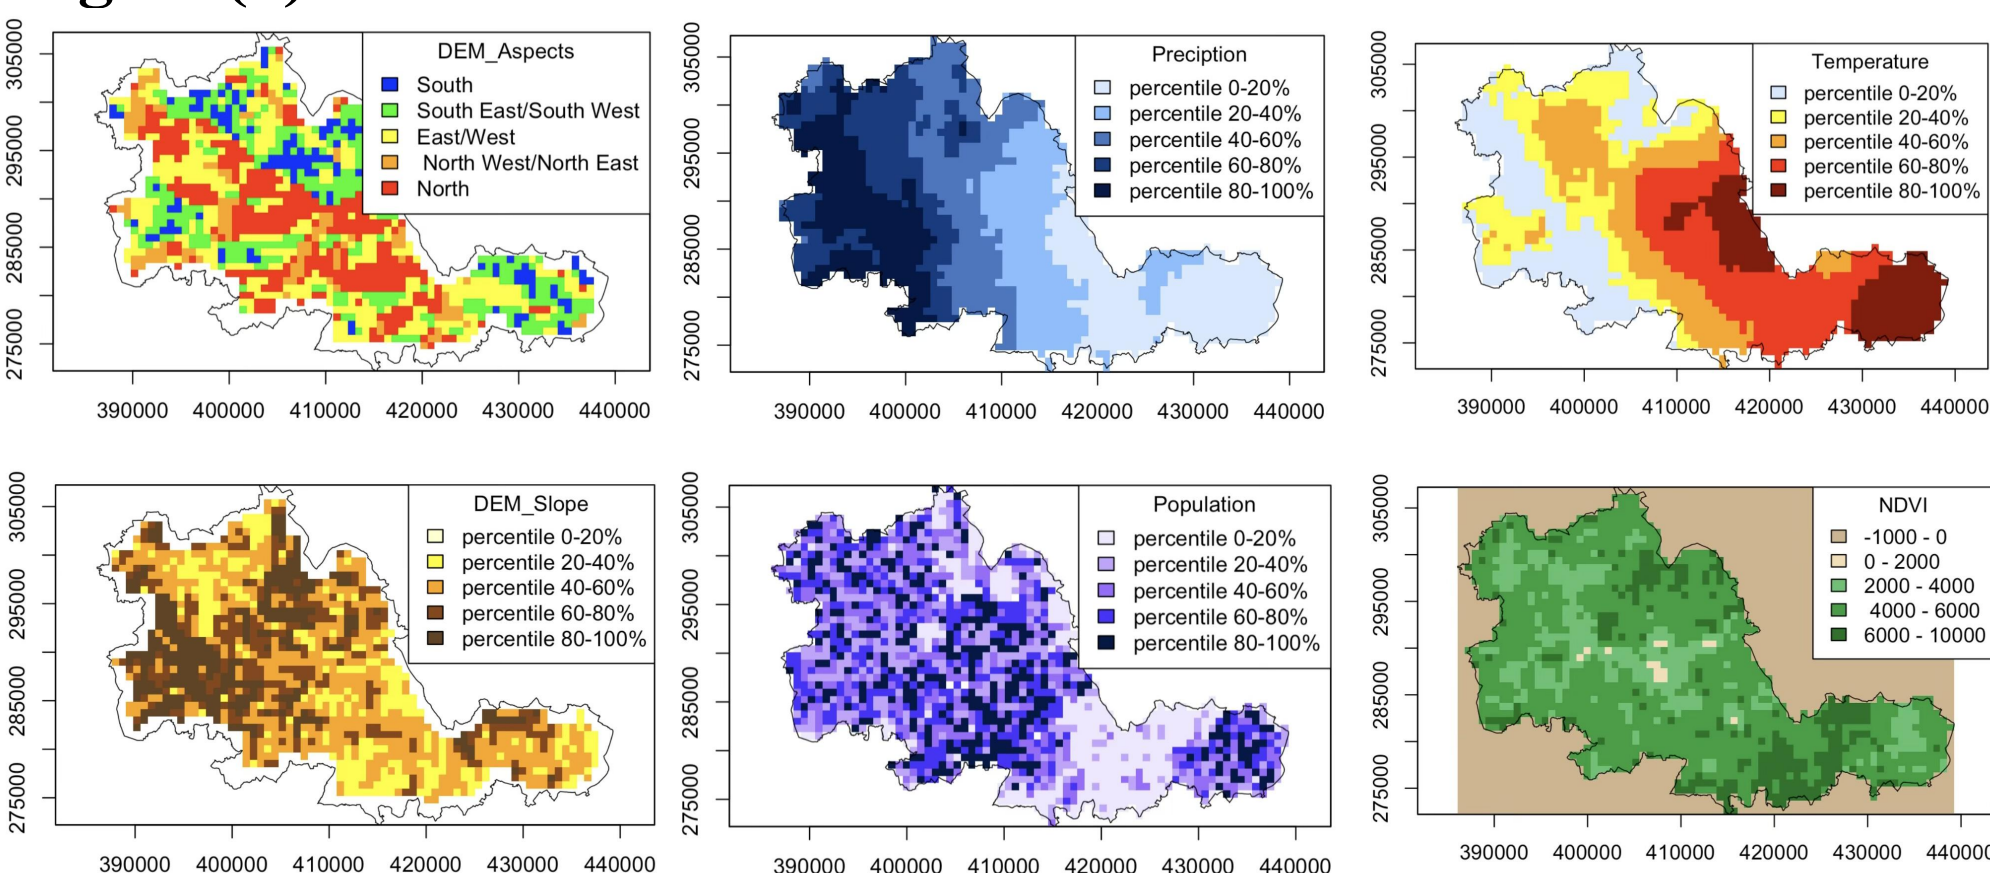 DEM_Aspects
South
South East/South West
East/West
North West/North East
North
275000 285000 295000 305000
390000 400000 410000 420000 430000 440000
Preciption
percentile 0-20%
percentile 20-40%
percentile 40-60%
percentile 60-80%
percentile 80-100%
275000 285000 295000 305000
390000 400000 410000 420000 430000 440000
Temperature
percentile 0-20%
percentile 20-40%
percentile 40-60%
percentile 60-80%
percentile 80-100%
275000 285000 295000 305000
390000 400000 410000 420000 430000 440000
DEM_Slope
percentile 0-20%
percentile 20-40%
percentile 40-60%
percentile 60-80%
percentile 80-100%
275000 285000 295000 305000
390000 400000 410000 420000 430000 440000
Population
percentile 0-20%
percentile 20-40%
percentile 40-60%
percentile 60-80%
percentile 80-100%
275000 285000 295000 305000
390000 400000 410000 420000 430000 440000
NDVI
-1000 - 0
0 - 2000
2000 - 4000
4000 - 6000
6000 - 10000
275000 285000 295000 305000
390000 400000 410000 420000 430000 440000